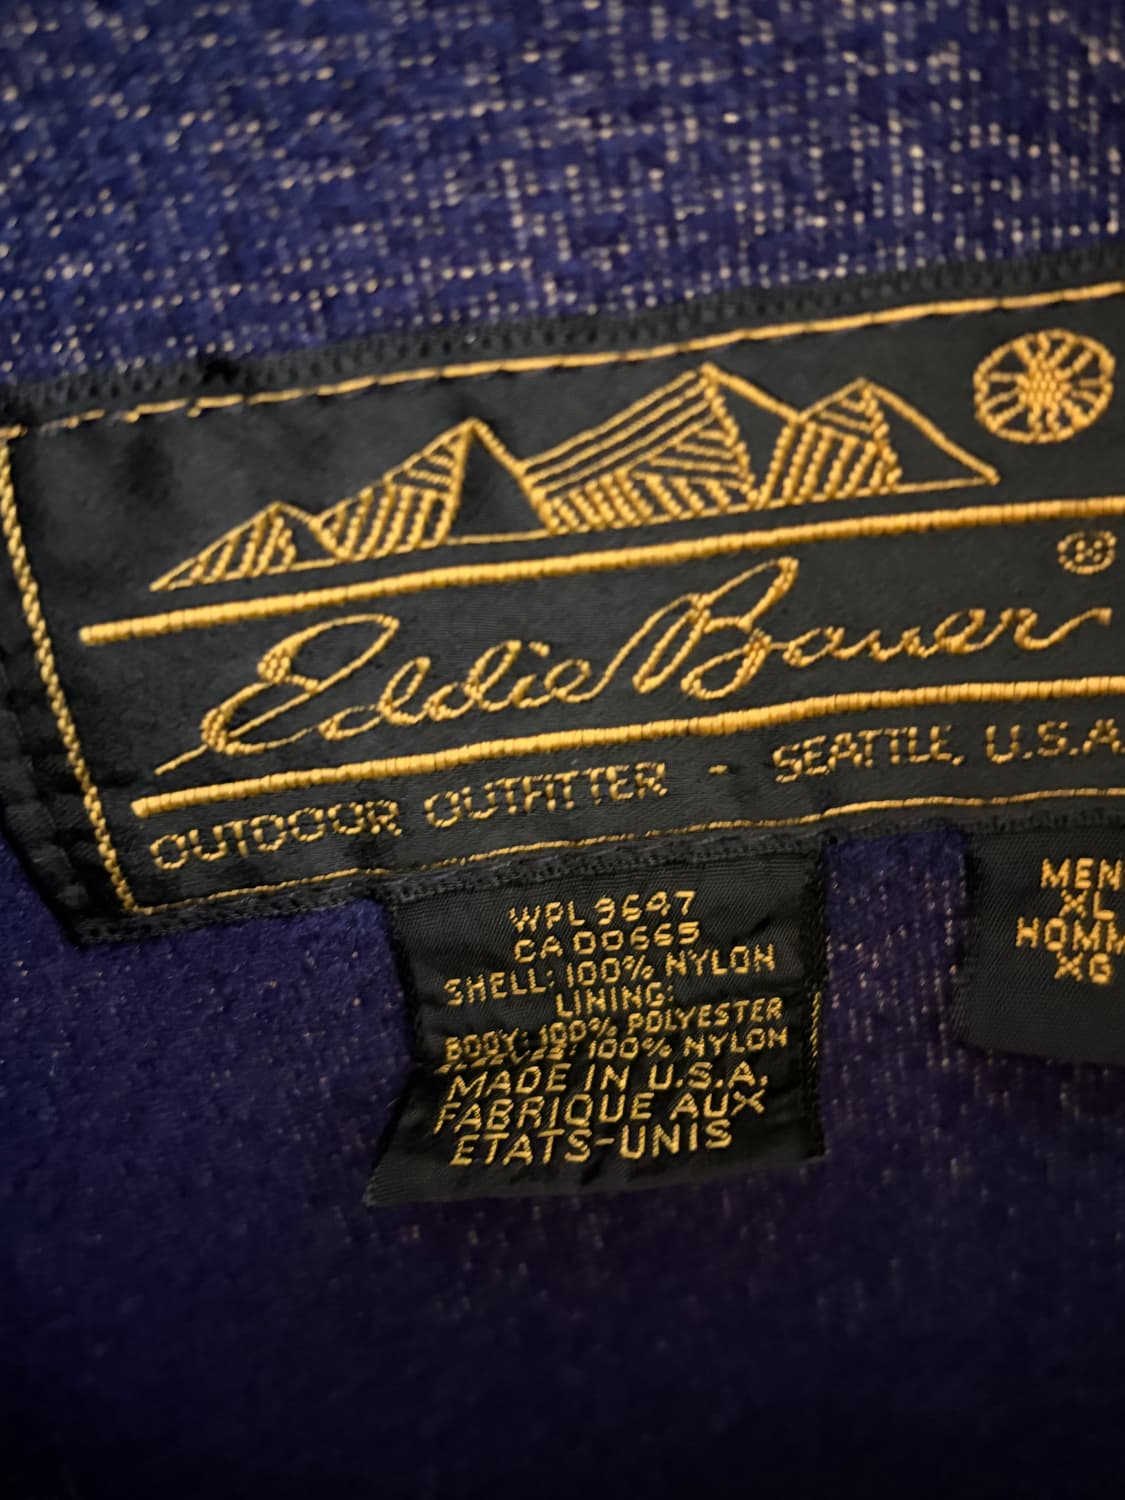 ®
Eddie Bauer
OUTDOOR OUTFITTER - SEATTLE, U.S.A.
WPL 9647
CA 00665
SHELL: 100% NYLON
LINING:
BODY: 100% POLYESTER
100% NYLON
MADE IN U.S.A.
FABRIQUE AUX
ETATS-UNIS
MEN
XL
HOMM
XG